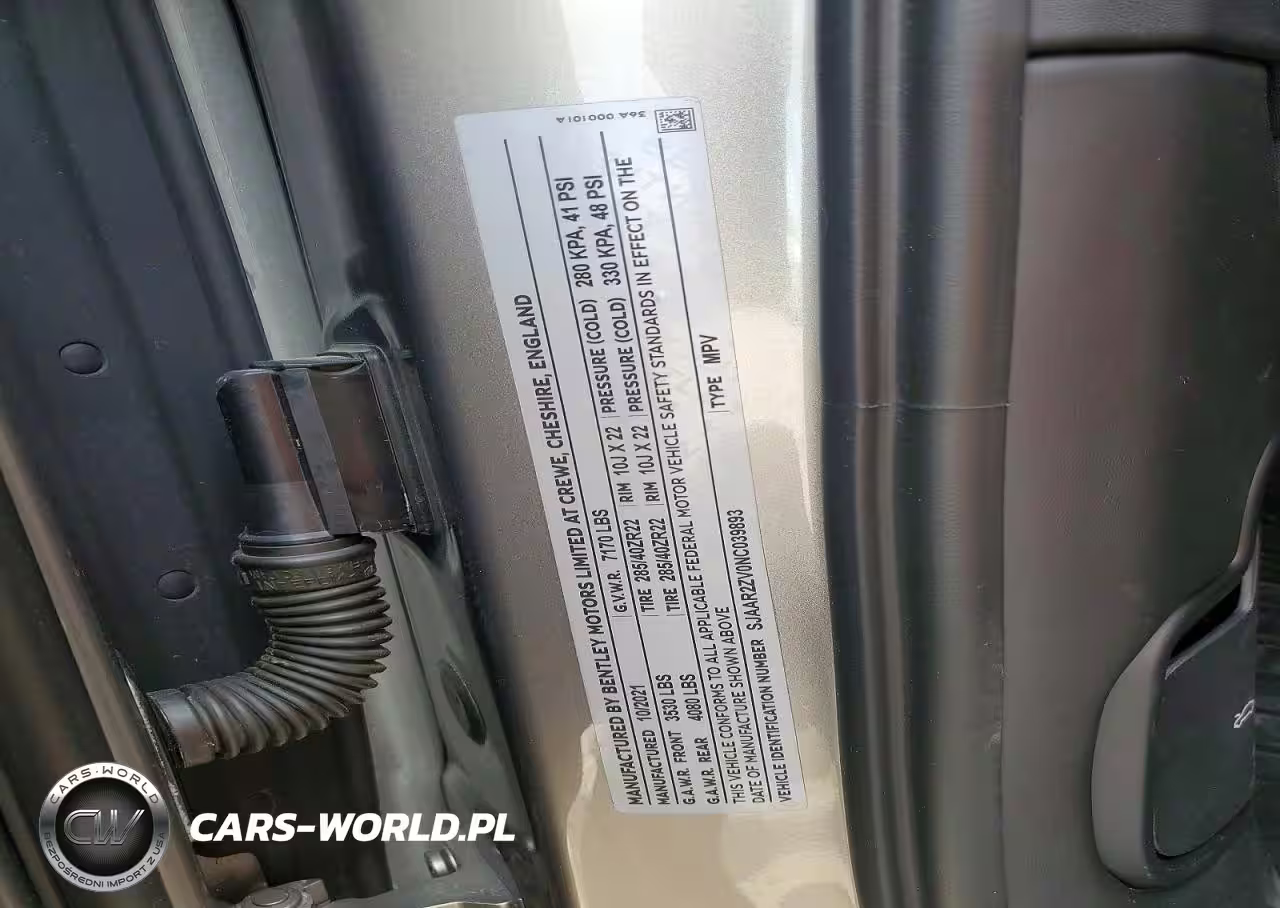 MANUFACTURED BY BENTLEY MOTORS LIMITED AT CREWE, CHESHIRE, ENGLAND
MANUFACTURED 10/2021 G.V.W.R. 7170 LBS
G.A.W.R. FRONT 3530 LBS TIRE 285/40ZR22 RIM 10J X 22 PRESSURE (COLD) 280 KPA, 41 PSI
G.A.W.R. REAR 4080 LBS TIRE 285/40ZR22 RIM 10J X 22 PRESSURE (COLD) 330 KPA, 48 PSI
THIS VEHICLE CONFORMS TO ALL APPLICABLE FEDERAL MOTOR VEHICLE SAFETY STANDARDS IN EFFECT ON THE
DATE OF MANUFACTURE SHOWN ABOVE
VEHICLE IDENTIFICATION NUMBER SJAAR2ZV0NC039893 TYPE MPV
36A 000101A
CARS-WORLD
CW
BEZPOŚREDNI IMPORT Z USA
CARS-WORLD.PL